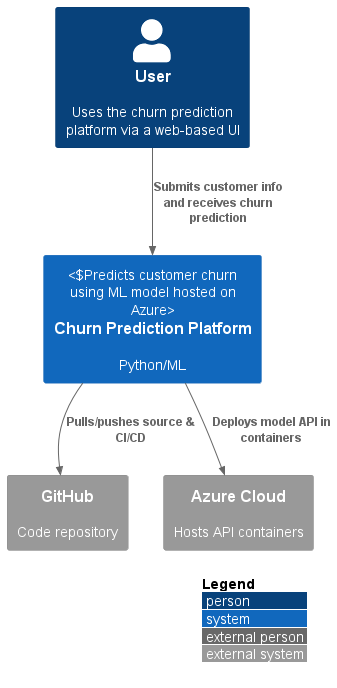 User
Uses the churn prediction
platform via a web-based UI
Submits customer info
and receives churn
prediction
<$Predicts customer churn
using ML model hosted on
Azure>
Churn Prediction Platform
Python/ML
Pulls/pushes source &
CI/CD
Deploys model API in
containers
GitHub
Code repository
Azure Cloud
Hosts API containers
Legend
person
system
external person
external system